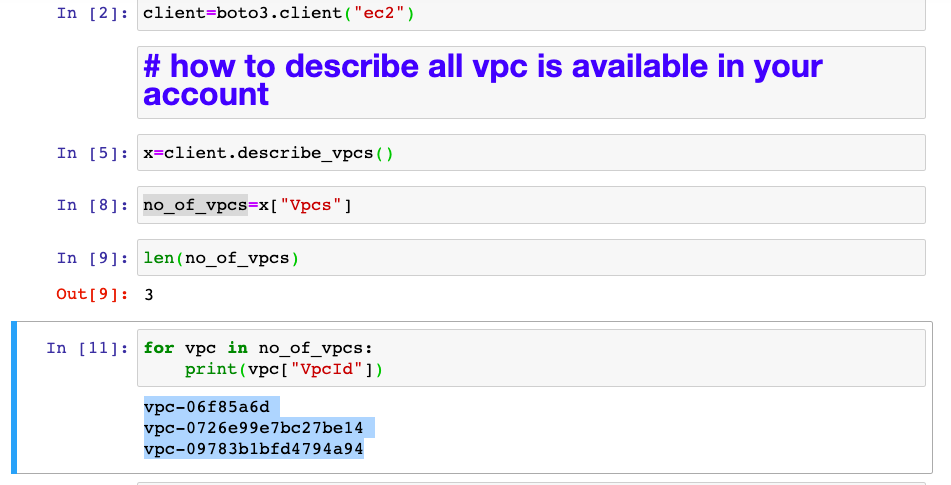 In [2]: client=boto3.client("ec2")
# how to describe all vpc is available in your
account
In [5]: x=client.describe_vpcs()
In [8]: no_of_vpcs=x["Vpcs"]
In [9]: len(no_of_vpcs)
Out[9]: 3
In [11]: for vpc in no_of_vpcs:
print(vpc["VpcId"])
vpc-06f85a6d
vpc-0726e99e7bc27be14
vpc-09783b1bfd4794a94